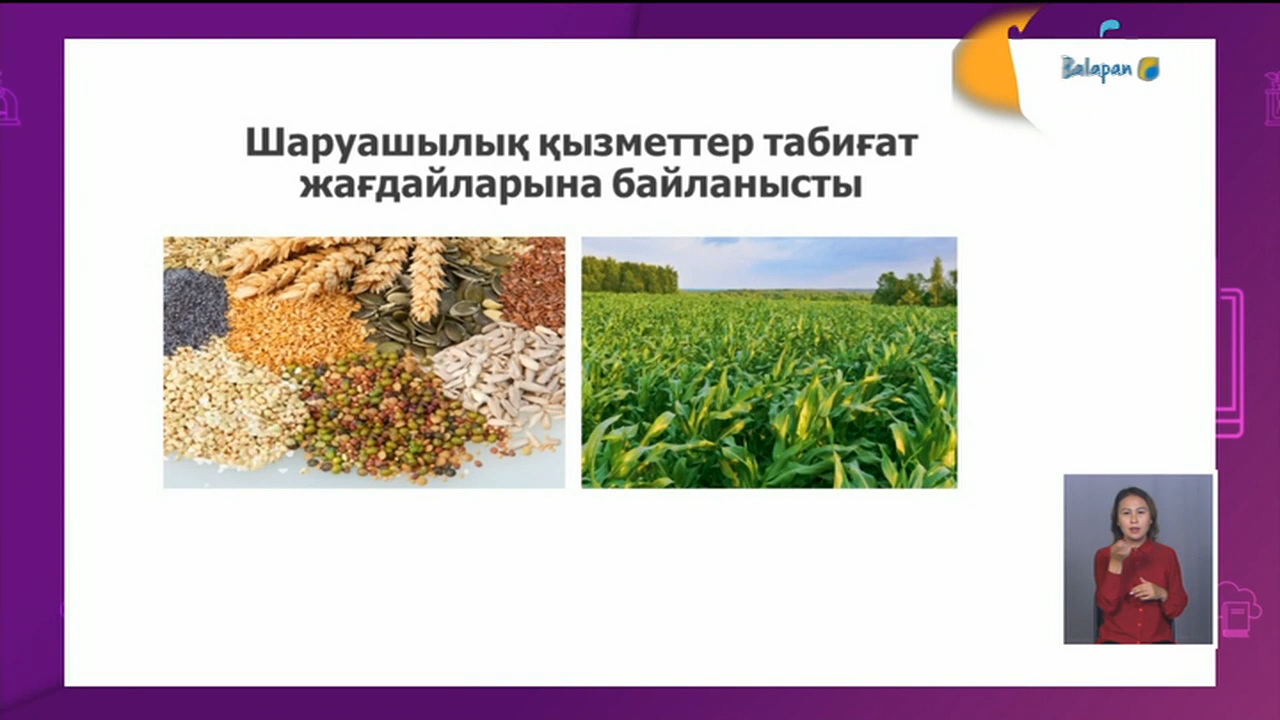 Balapan
Шаруашылық қызметтер табиғат
жағдайларына байланысты